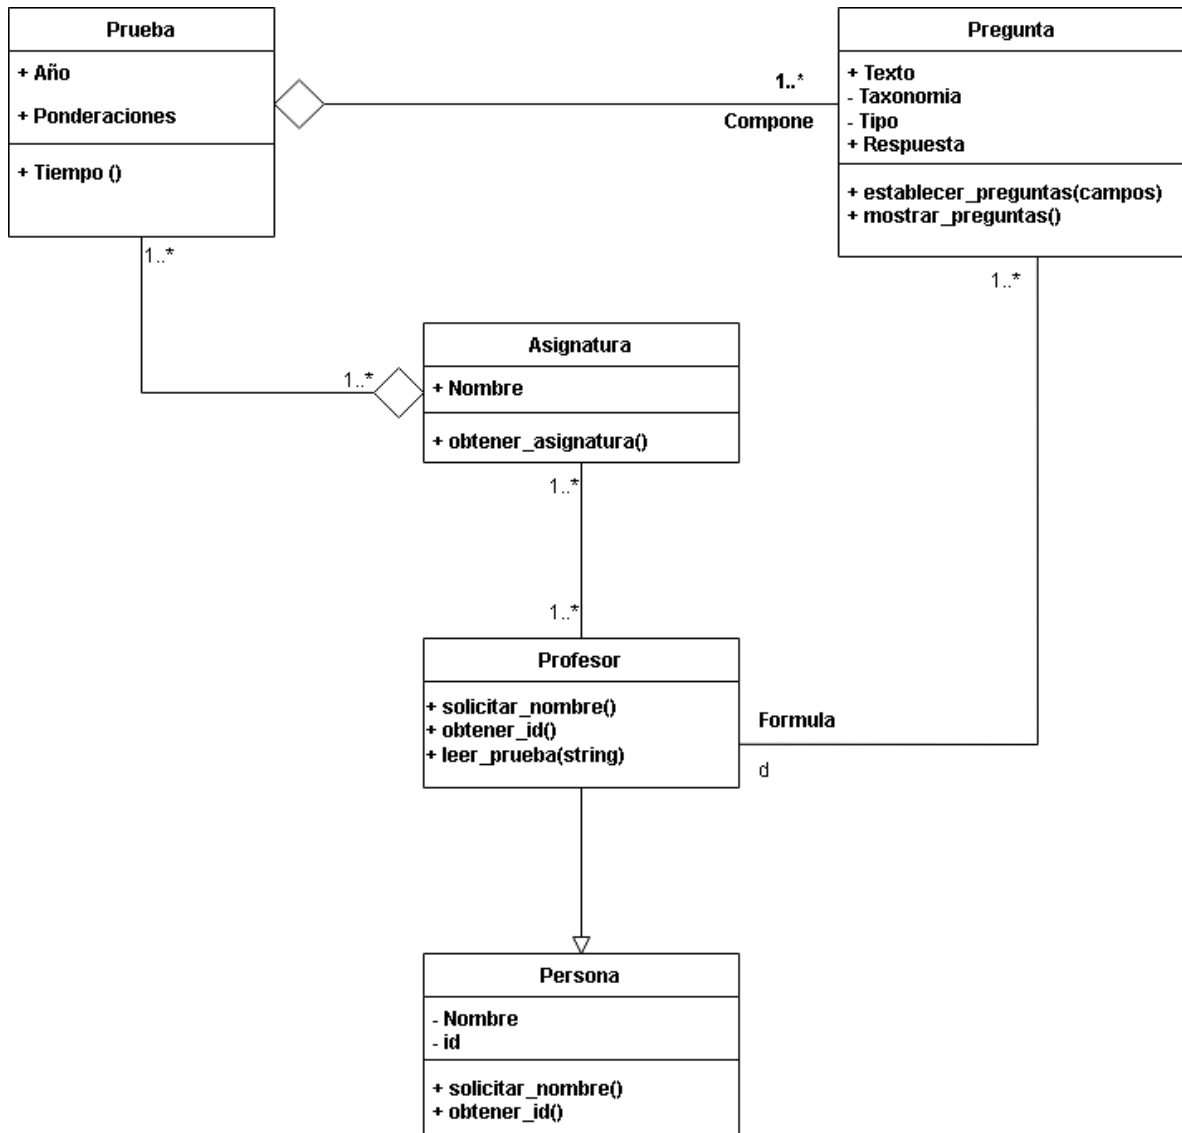 Prueba
+ Año
+ Ponderaciones
+ Tiempo ()
1..*
Compone
Pregunta
+ Texto
- Taxonomia
- Tipo
+ Respuesta
+ establecer_preguntas(campos)
+ mostrar_preguntas()
1..*
1..*
1..*
Asignatura
+ Nombre
+ obtener_asignatura()
1..*
1..*
Profesor
+ solicitar_nombre()
+ obtener_id()
+ leer_prueba(string)
Formula
d
Persona
- Nombre
- id
+ solicitar_nombre()
+ obtener_id()